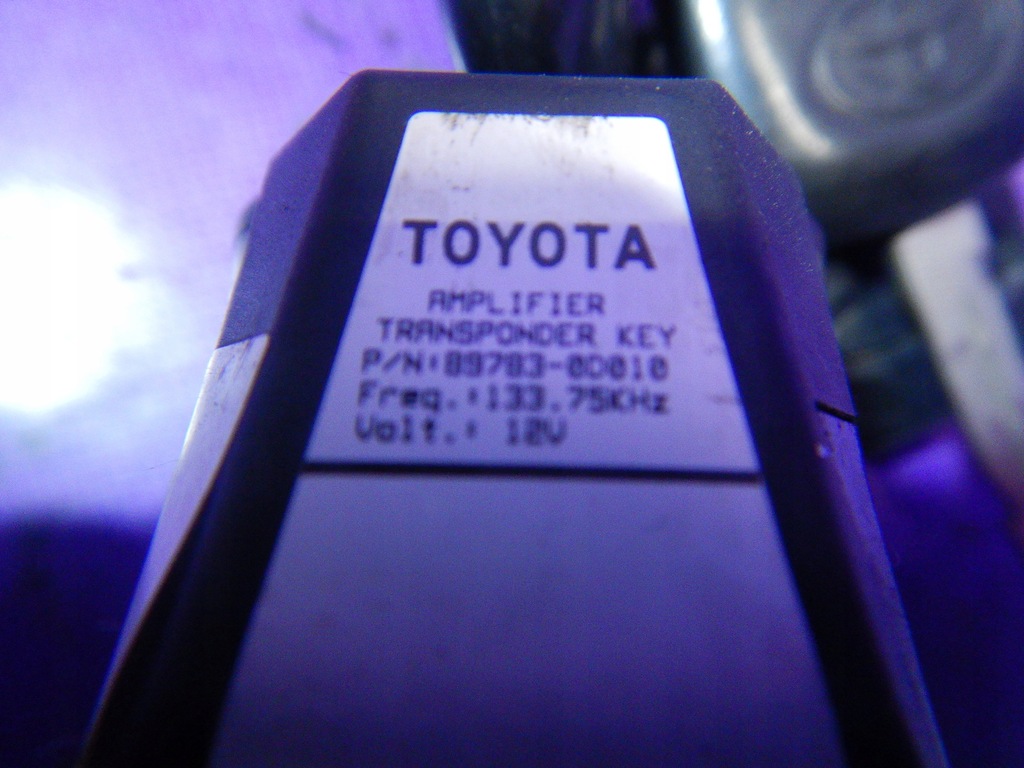 TOYOTA
AMPLIFIER
TRANSPONDER KEY
P/N:89783-0D010
Freq.:133.75KHz
Volt.: 12V